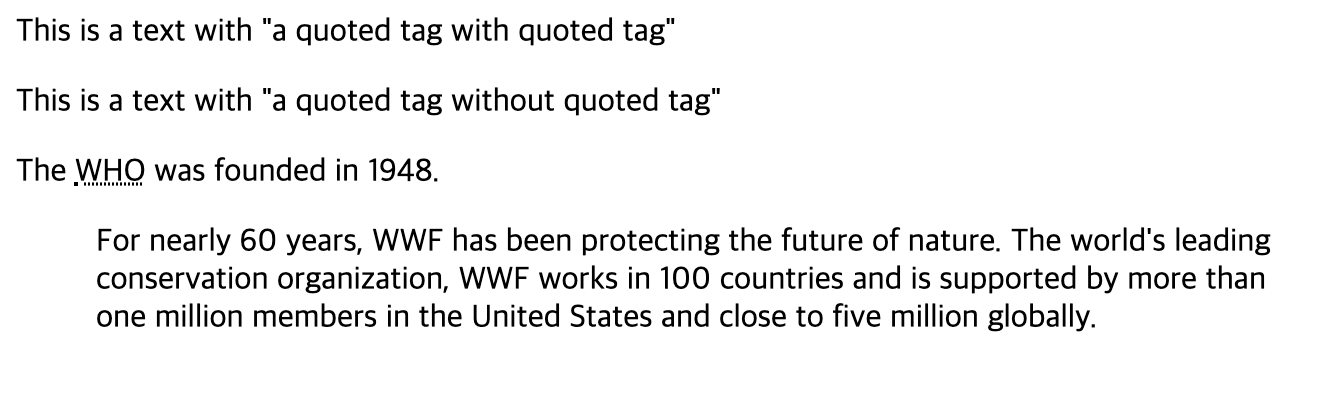 This is a text with "a quoted tag with quoted tag"
This is a text with "a quoted tag without quoted tag"
The WHO was founded in 1948.
For nearly 60 years, WWF has been protecting the future of nature. The world's leading
conservation organization, WWF works in 100 countries and is supported by more than
one million members in the United States and close to five million globally.